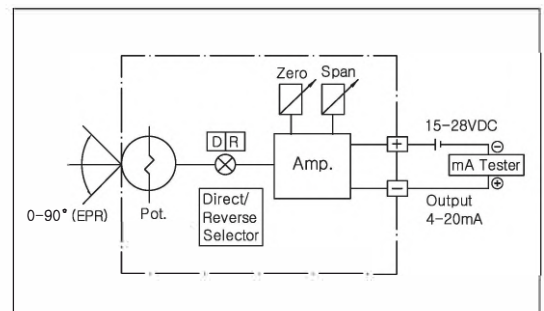 Zero Span
15-28VDC
D R
+
⊖
Amp.
mA Tester
⊕
−
0-90° (EPR)
Pot.
Direct/
Reverse
Selector
Output
4-20mA